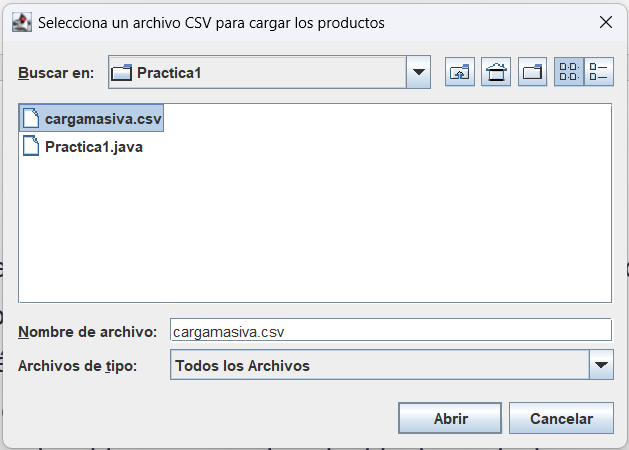 Selecciona un archivo CSV para cargar los productos
Buscar en: Practica1
cargamasiva.csv
Practica1.java
Nombre de archivo: cargamasiva.csv
Archivos de tipo: Todos los Archivos
Abrir Cancelar